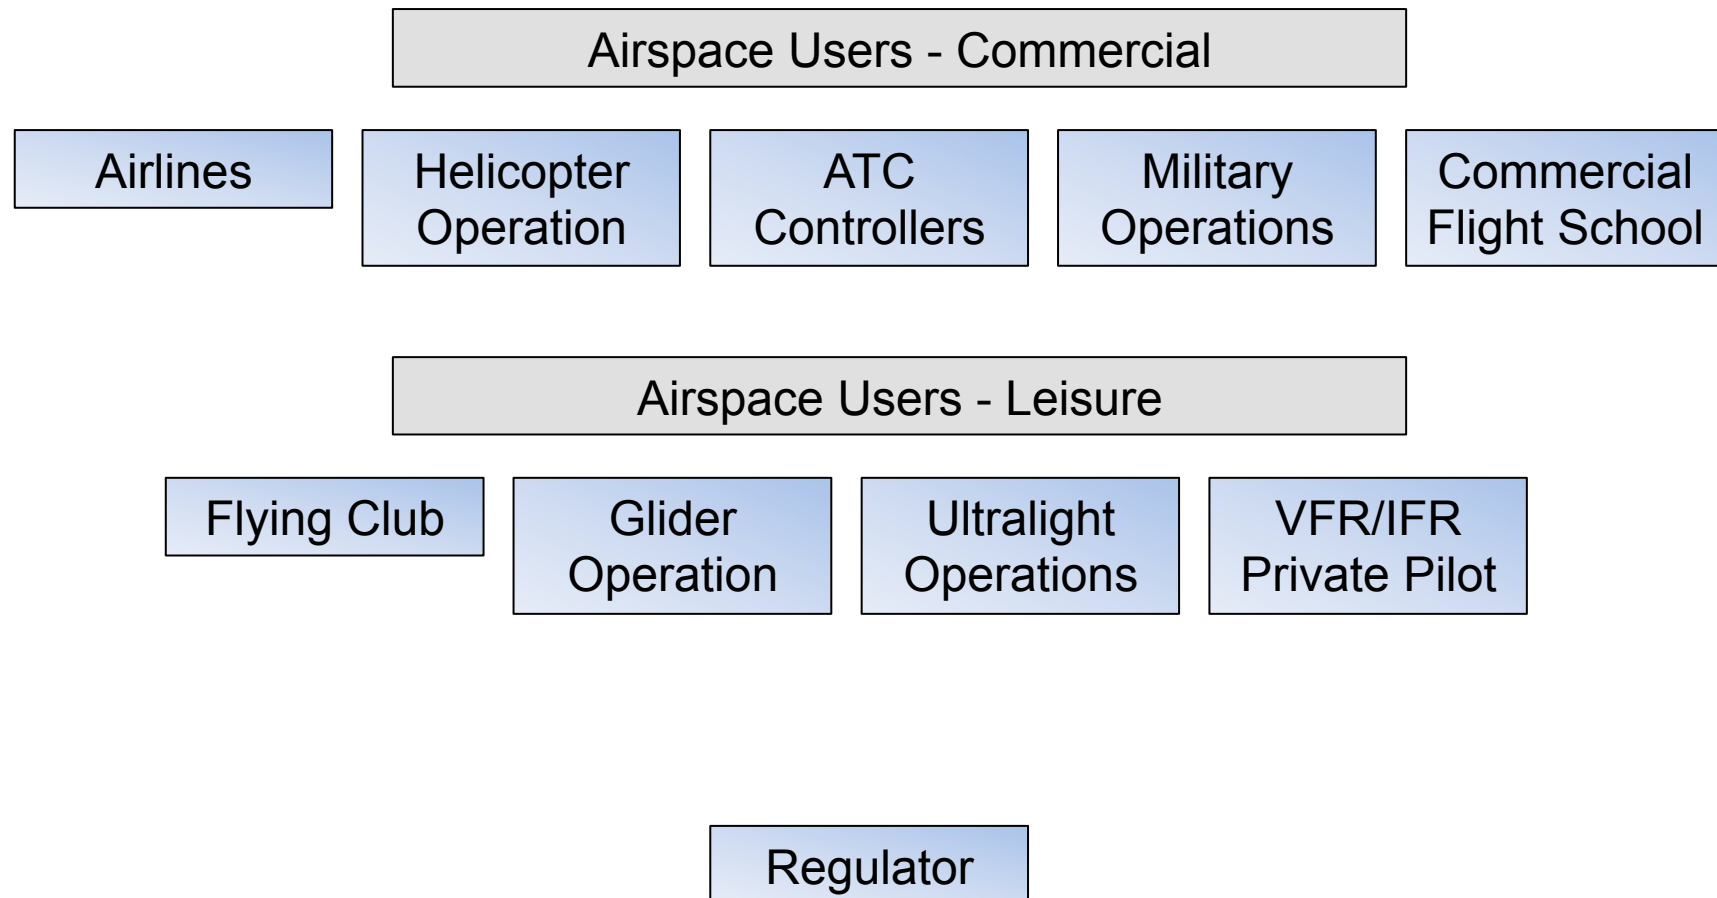 Airspace Users - Commercial
Airlines
Helicopter
Operation
ATC
Controllers
Military
Operations
Commercial
Flight School
Airspace Users - Leisure
Flying Club
Glider
Operation
Ultralight
Operations
VFR/IFR
Private Pilot
Regulator